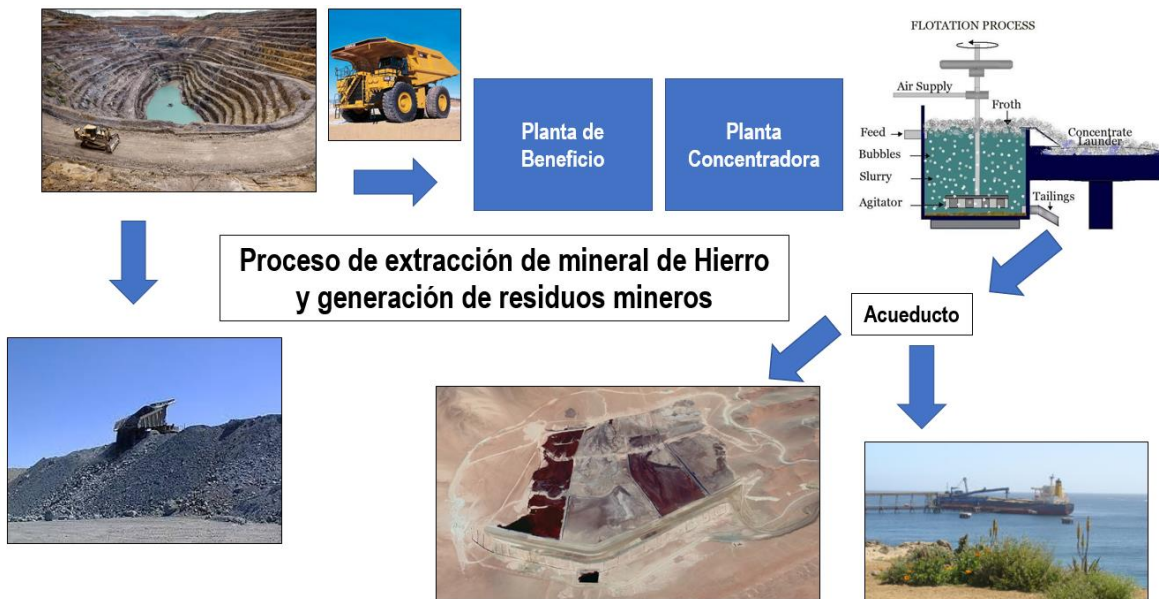 FLOTATION PROCESS
Air Supply
Froth
Feed
Concentrate
Launder
Bubbles
Slurry
Agitator
Tailings
Planta de
Beneficio
Planta
Concentradora
Proceso de extracción de mineral de Hierro
y generación de residuos mineros
Acueducto